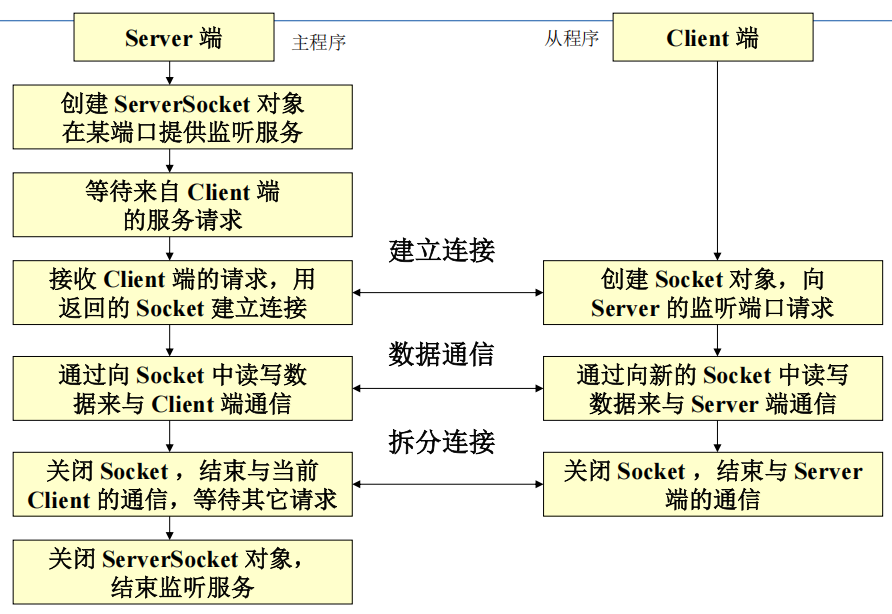 Server 端
主程序
从程序
Client 端
创建 ServerSocket 对象
在某端口提供监听服务
等待来自 Client 端
的服务请求
建立连接
接收 Client 端的请求，用
返回的 Socket 建立连接
创建 Socket 对象，向
Server 的监听端口请求
数据通信
通过向 Socket 中读写数
据来与 Client 端通信
通过向新的 Socket 中读写
数据来与 Server 端通信
拆分连接
关闭 Socket ，结束与当前
Client 的通信，等待其它请求
关闭 Socket ，结束与 Server
端的通信
关闭 ServerSocket 对象，
结束监听服务